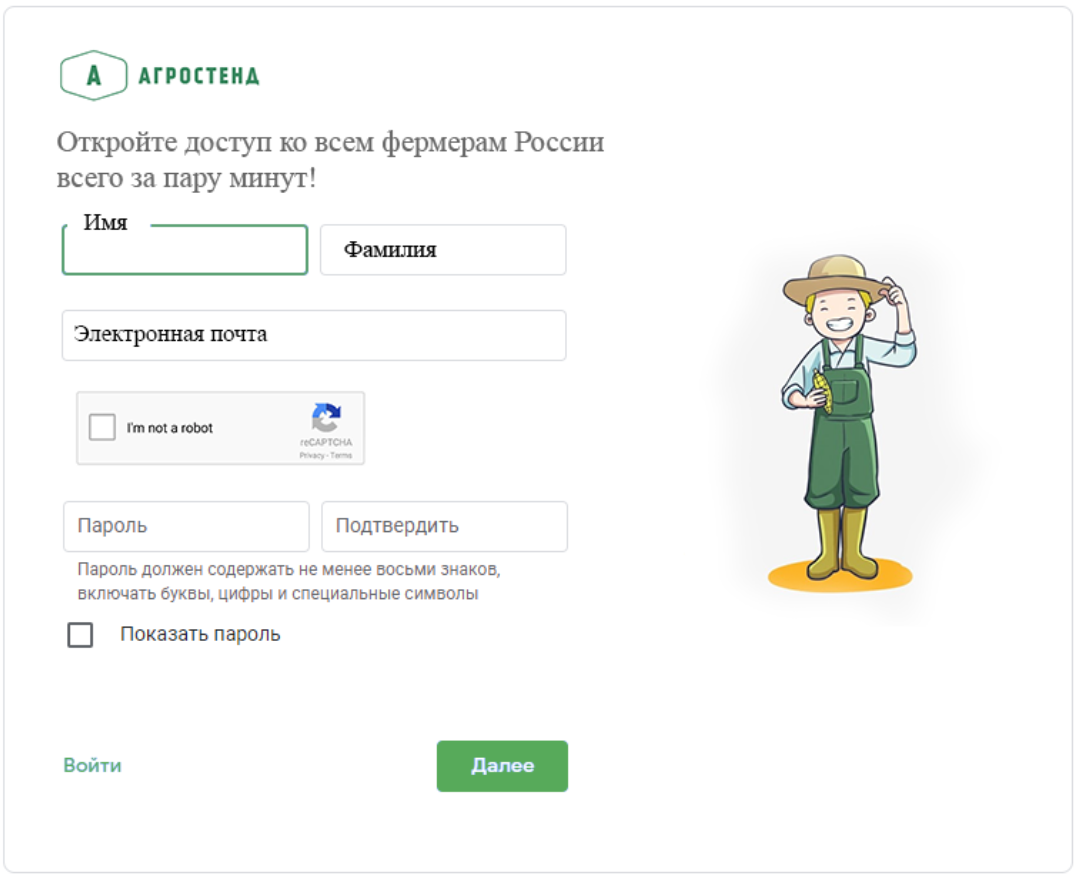 А АГРОСТЕНД
Откройте доступ ко всем фермерам России
всего за пару минут!
Имя
Фамилия
Электронная почта
I'm not a robot
reCAPTCHA
Privacy - Terms
Пароль
Подтвердить
Пароль должен содержать не менее восьми знаков,
включать буквы, цифры и специальные символы
Показать пароль
Войти
Далее